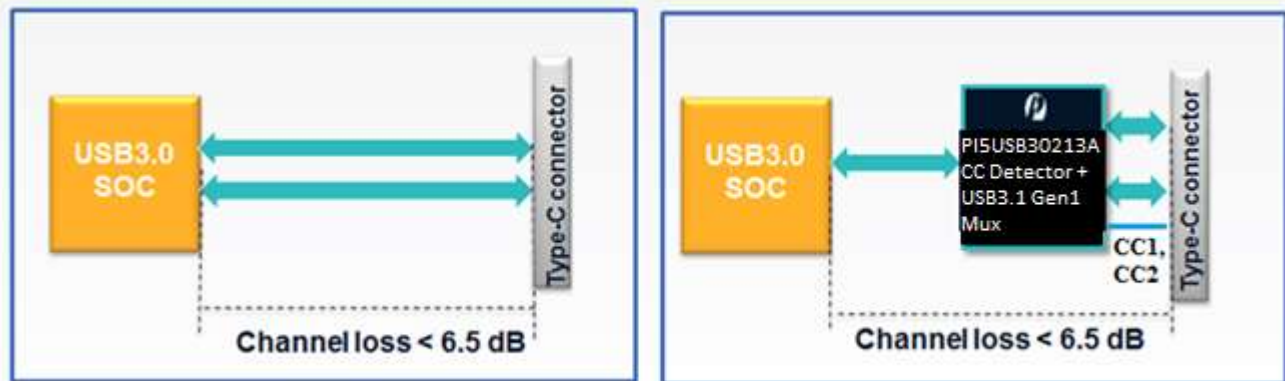 USB3.0
SOC
Type-C connector
Channel loss < 6.5 dB
USB3.0
SOC
PI5USB30213A
CC Detector +
USB3.1 Gen1
Mux
CC1,
CC2
Type-C connector
Channel loss < 6.5 dB